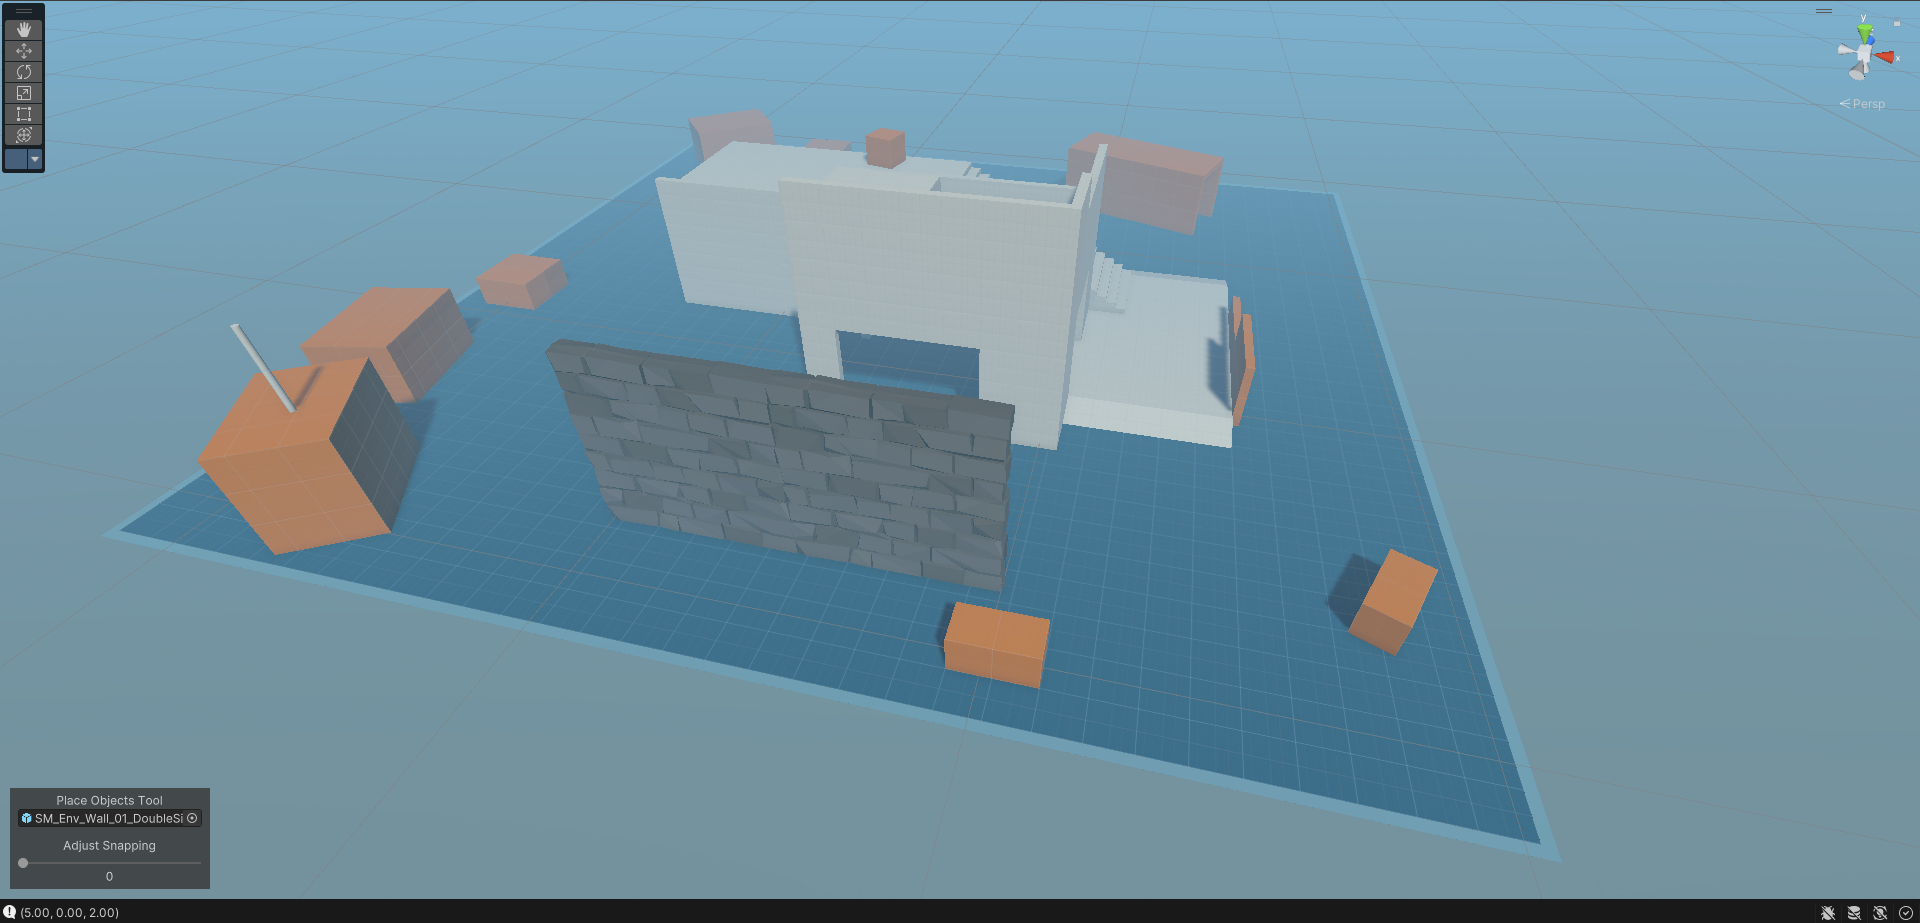 y
x
Persp
Place Objects Tool
SM_Env_Wall_01_DoubleSi
Adjust Snapping
0
(5.00, 0.00, 2.00)